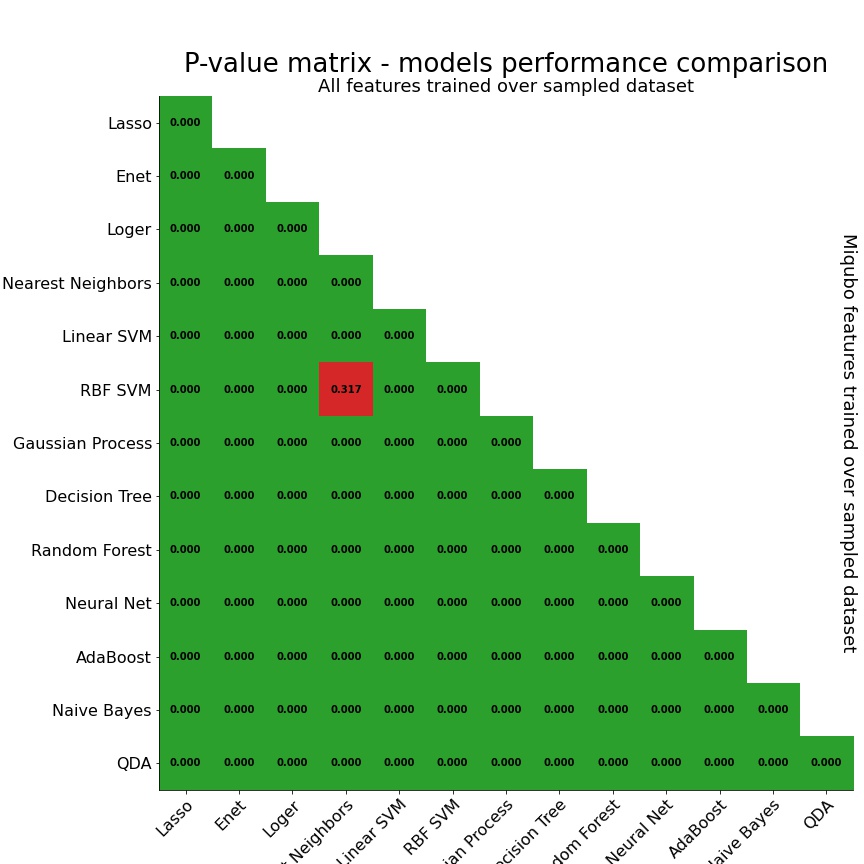 P-value matrix - models performance comparison
All features trained over sampled dataset
Lasso 0.000
Enet 0.000 0.000
Loger 0.000 0.000 0.000
Nearest Neighbors 0.000 0.000 0.000 0.000
Linear SVM 0.000 0.000 0.000 0.000 0.000
RBF SVM 0.000 0.000 0.000 0.317 0.000 0.000
Gaussian Process 0.000 0.000 0.000 0.000 0.000 0.000 0.000
Decision Tree 0.000 0.000 0.000 0.000 0.000 0.000 0.000 0.000
Random Forest 0.000 0.000 0.000 0.000 0.000 0.000 0.000 0.000 0.000
Neural Net 0.000 0.000 0.000 0.000 0.000 0.000 0.000 0.000 0.000 0.000
AdaBoost 0.000 0.000 0.000 0.000 0.000 0.000 0.000 0.000 0.000 0.000 0.000
Naive Bayes 0.000 0.000 0.000 0.000 0.000 0.000 0.000 0.000 0.000 0.000 0.000 0.000
QDA 0.000 0.000 0.000 0.000 0.000 0.000 0.000 0.000 0.000 0.000 0.000 0.000 0.000
Miqubo features trained over sampled dataset
Lasso
Enet
Loger
t Neighbors
Linear SVM
RBF SVM
ian Process
ecision Tree
dom Forest
Neural Net
AdaBoost
aive Bayes
QDA